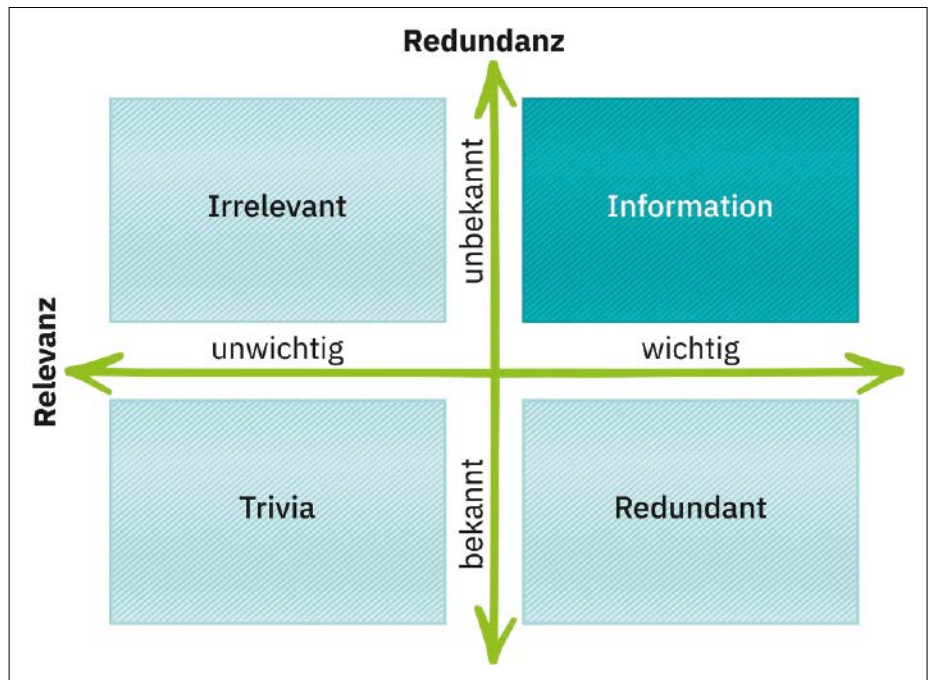 Redundanz
unbekannt
Irrelevant
Information
Relevanz
unwichtig
wichtig
bekannt
Trivia
Redundant